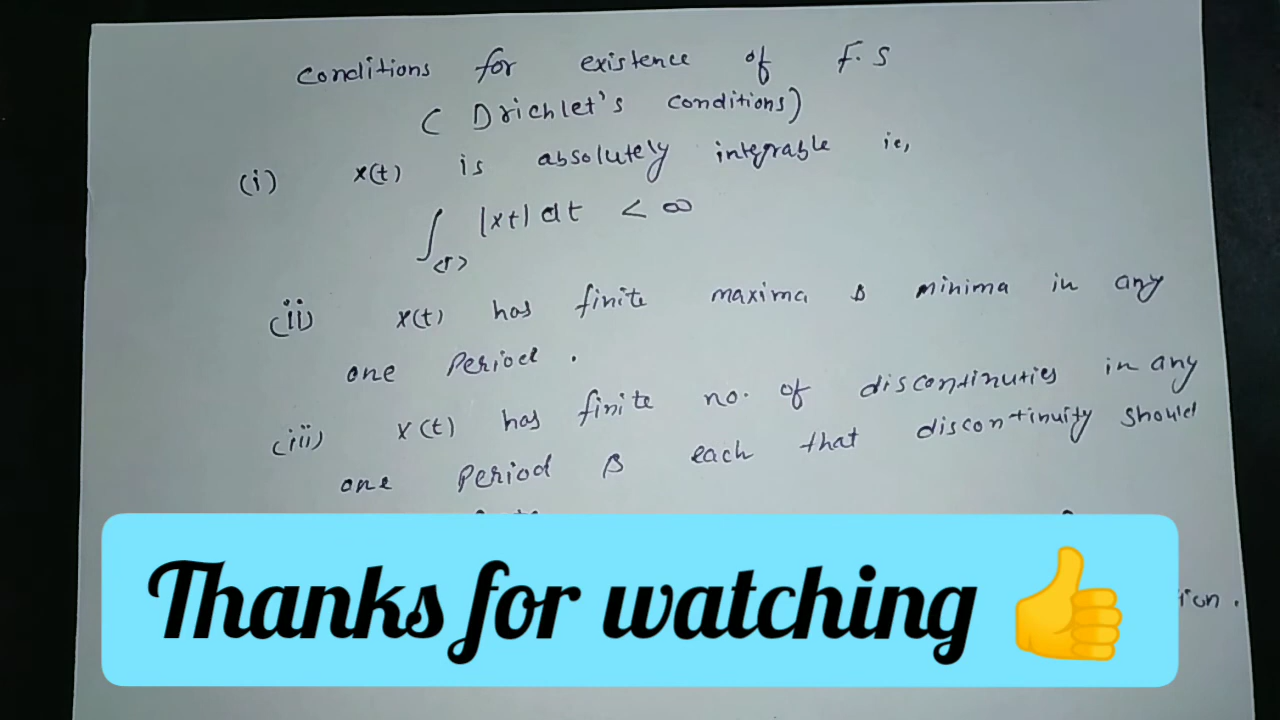 Conditions for existence of F.S
( Drichlet's conditions)
(i) x(t) is absolutely integrable ie,
∫<T> |xt| dt < ∞
(ii) x(t) has finite maxima & minima in any
one Period .
(iii) x(t) has finite no. of discontinuties in any
one Period & each that discontinuity should
ion .
Thanks for watching 👍